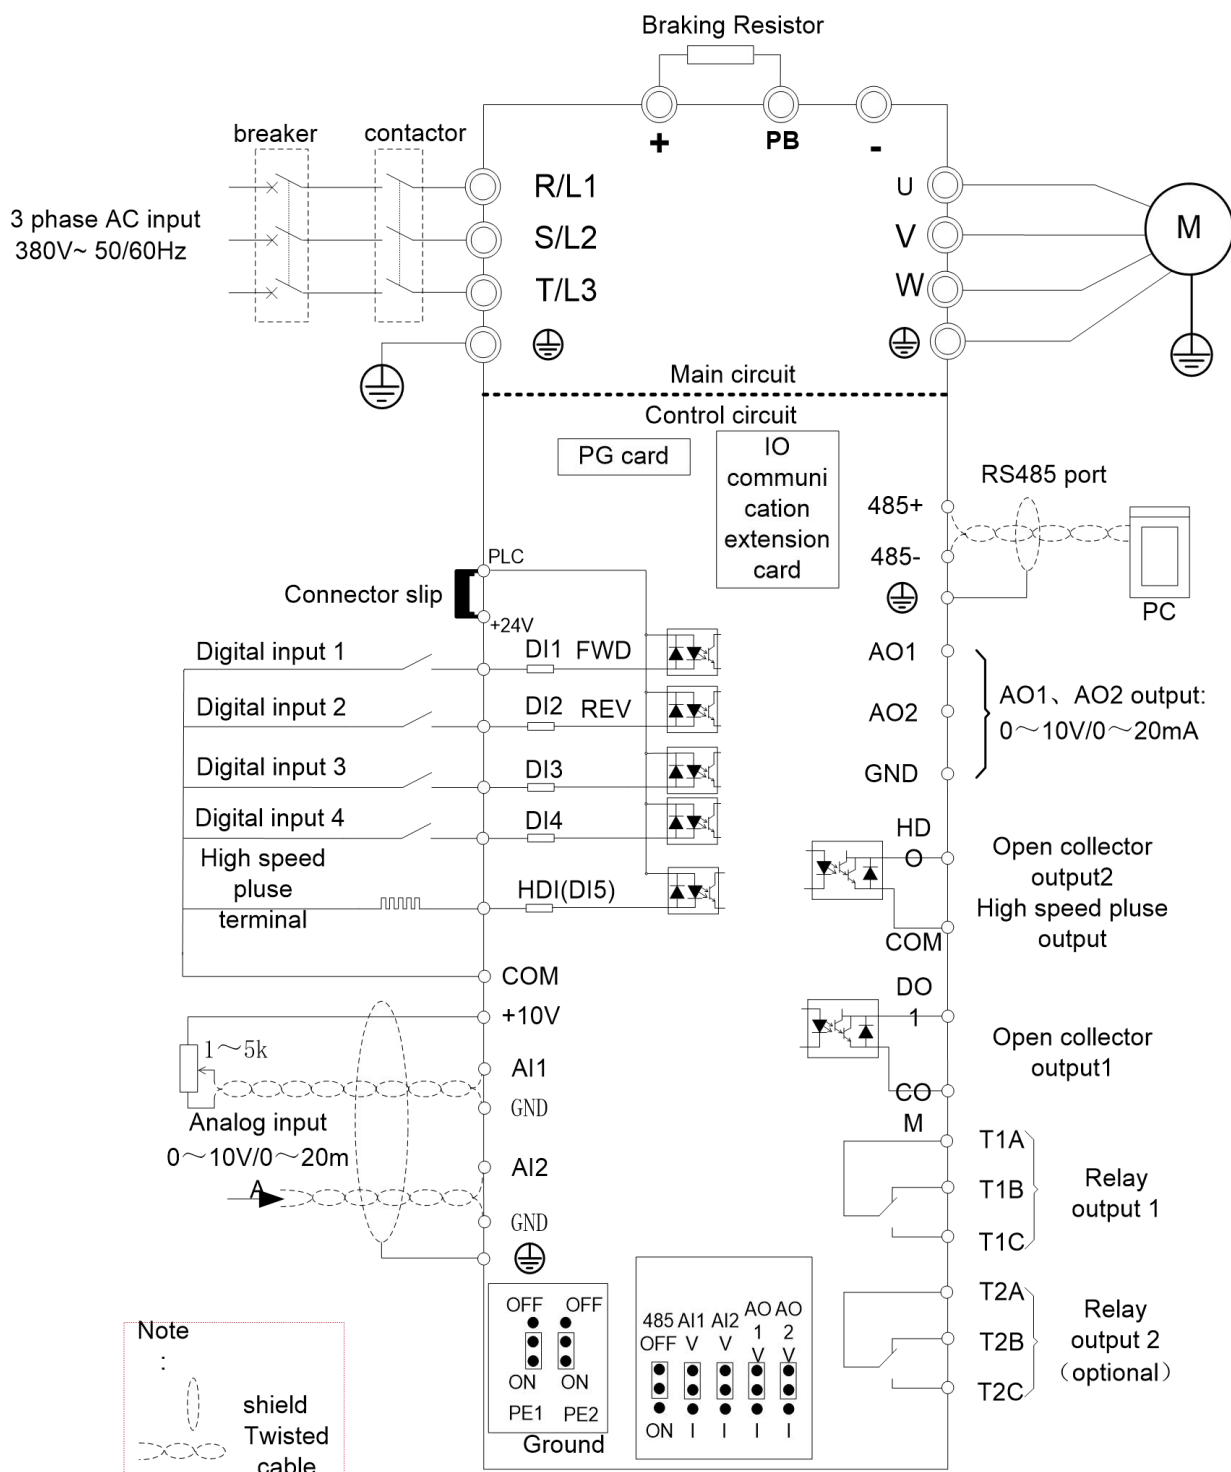 Braking Resistor
breaker
contactor
+
PB
-
3 phase AC input
380V~ 50/60Hz
R/L1
S/L2
T/L3
U
V
W
M
Main circuit
Control circuit
PG card
IO
communi
cation
extension
card
RS485 port
485+
485-
PC
PLC
Connector slip
+24V
Digital input 1
DI1
FWD
Digital input 2
DI2
REV
Digital input 3
DI3
Digital input 4
DI4
High speed
pluse
terminal
HDI(DI5)
COM
+10V
1～5k
AI1
GND
Analog input
0～10V/0～20m
A
AI2
GND
AO1
AO2
GND
AO1、AO2 output:
0～10V/0～20mA
HD
O
COM
Open collector
output2
High speed pluse
output
DO
1
CO
M
Open collector
output1
T1A
T1B
T1C
Relay
output 1
T2A
T2B
T2C
Relay
output 2
（optional）
OFF OFF
ON ON
PE1 PE2
Ground
485 AI1 AI2 AO AO
1 2
OFF V V V V
ON I I I I
Note
:
shield
Twisted
cable